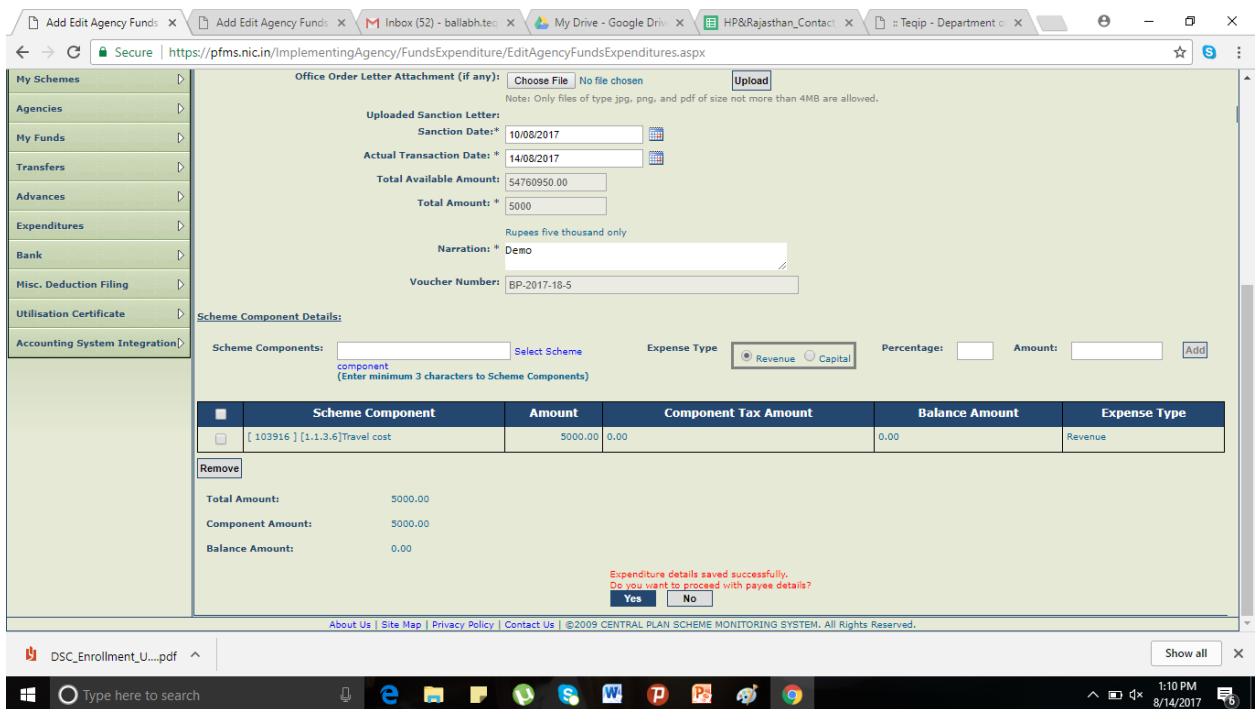 Add Edit Agency Funds
Add Edit Agency Funds
Inbox (52) - ballabh.teq
My Drive - Google Driv
HP&Rajasthan_Contact
:: Teqip - Department o
Secure | https://pfms.nic.in/ImplementingAgency/FundsExpenditure/EditAgencyFundsExpenditures.aspx
My Schemes
Agencies
My Funds
Transfers
Advances
Expenditures
Bank
Misc. Deduction Filing
Utilisation Certificate
Accounting System Integration
Office Order Letter Attachment (if any): Choose File No file chosen Upload
Note: Only files of type jpg, png, and pdf of size not more than 4MB are allowed.
Uploaded Sanction Letter:
Sanction Date:* 10/08/2017
Actual Transaction Date: * 14/08/2017
Total Available Amount: 54760950.00
Total Amount: * 5000
Rupees five thousand only
Narration: * Demo
Voucher Number: BP-2017-18-5
Scheme Component Details:
Scheme Components: Select Scheme Expense Type Revenue Capital Percentage: Amount: Add
component
(Enter minimum 3 characters to Scheme Components)
Scheme Component Amount Component Tax Amount Balance Amount Expense Type
[ 103916 ] [1.1.3.6]Travel cost 5000.00 0.00 0.00 Revenue
Remove
Total Amount: 5000.00
Component Amount: 5000.00
Balance Amount: 0.00
Expenditure details saved successfully.
Do you want to proceed with payee details?
Yes No
About Us | Site Map | Privacy Policy | Contact Us | ©2009 CENTRAL PLAN SCHEME MONITORING SYSTEM. All Rights Reserved.
DSC_Enrollment_U....pdf Show all
Type here to search
1:10 PM
8/14/2017
6